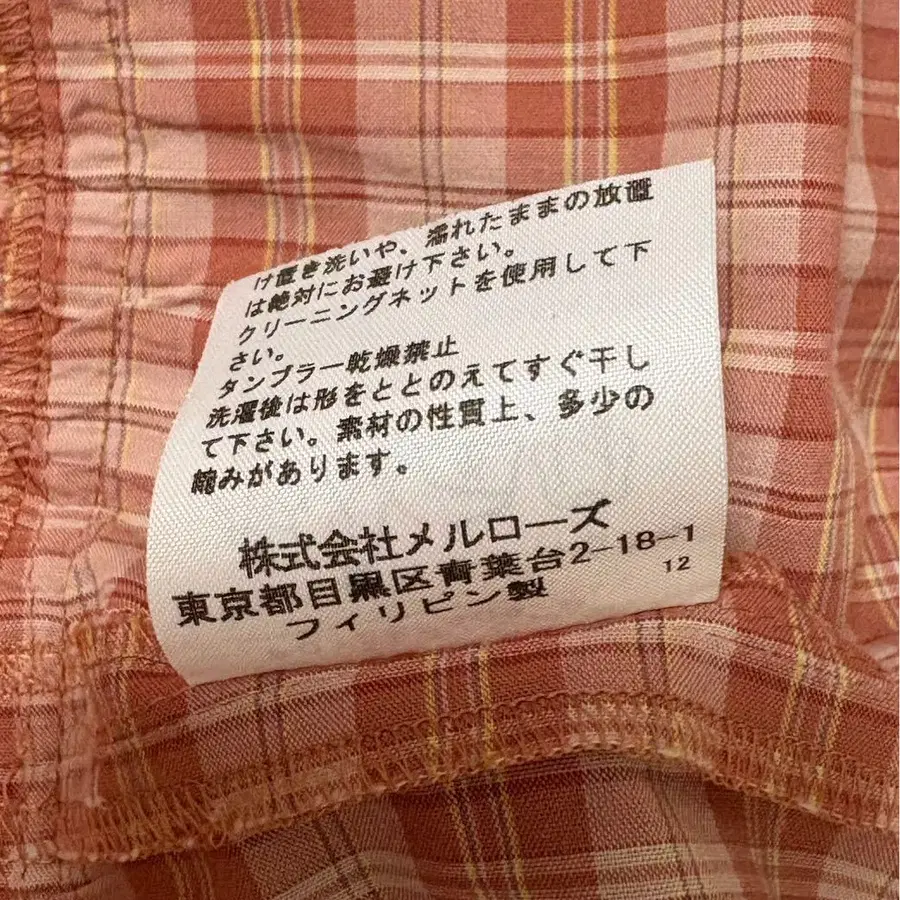 け置き洗いや、濡れたままの放置
は絶対にお避け下さい。
クリーニングネットを使用して下
さい。
タンブラー乾燥禁止
洗濯後は形をととのえてすぐ干し
て下さい。素材の性質上、多少の
縮みがあります。
株式会社メルローズ
東京都目黒区青葉台2-18-1
フィリピン製
12